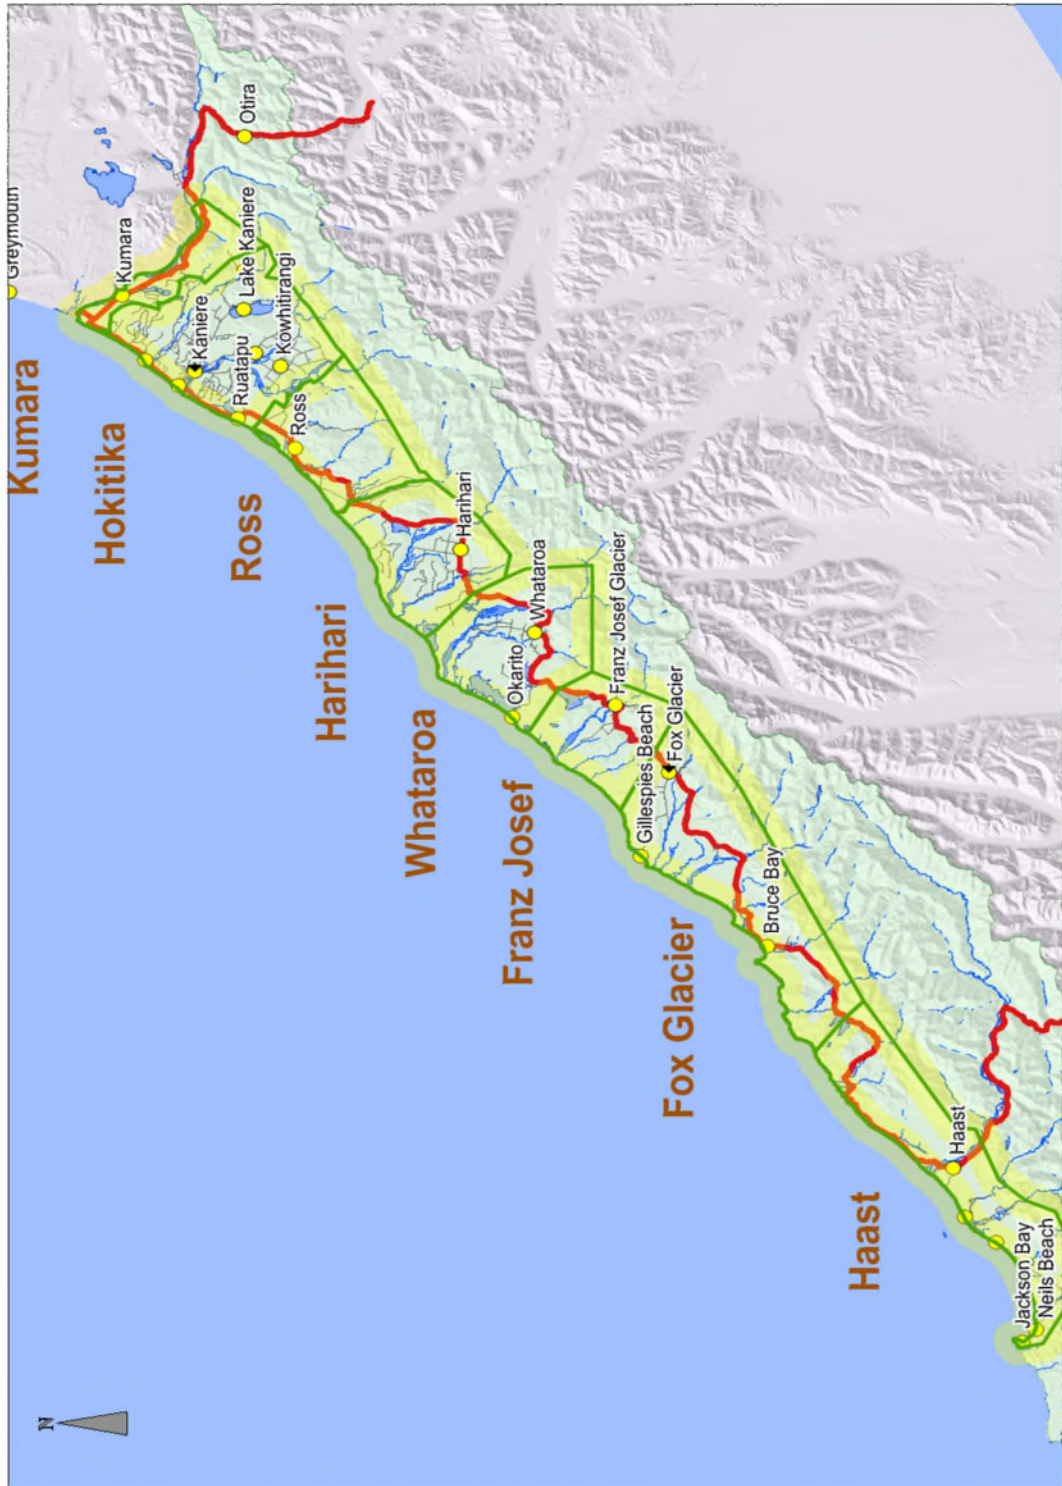 Greymouth
Kumara
Hokitika
Ross
Harihari
Whataroa
Franz Josef
Fox Glacier
Haast
Otira
Kumara
Lake Kaniere
Kaniere
Kowhitirangi
Ruatapu
Ross
Harihari
Whataroa
Okarito
Franz Josef Glacier
Fox Glacier
Gillespies Beach
Bruce Bay
Haast
Jackson Bay
Neils Beach
N